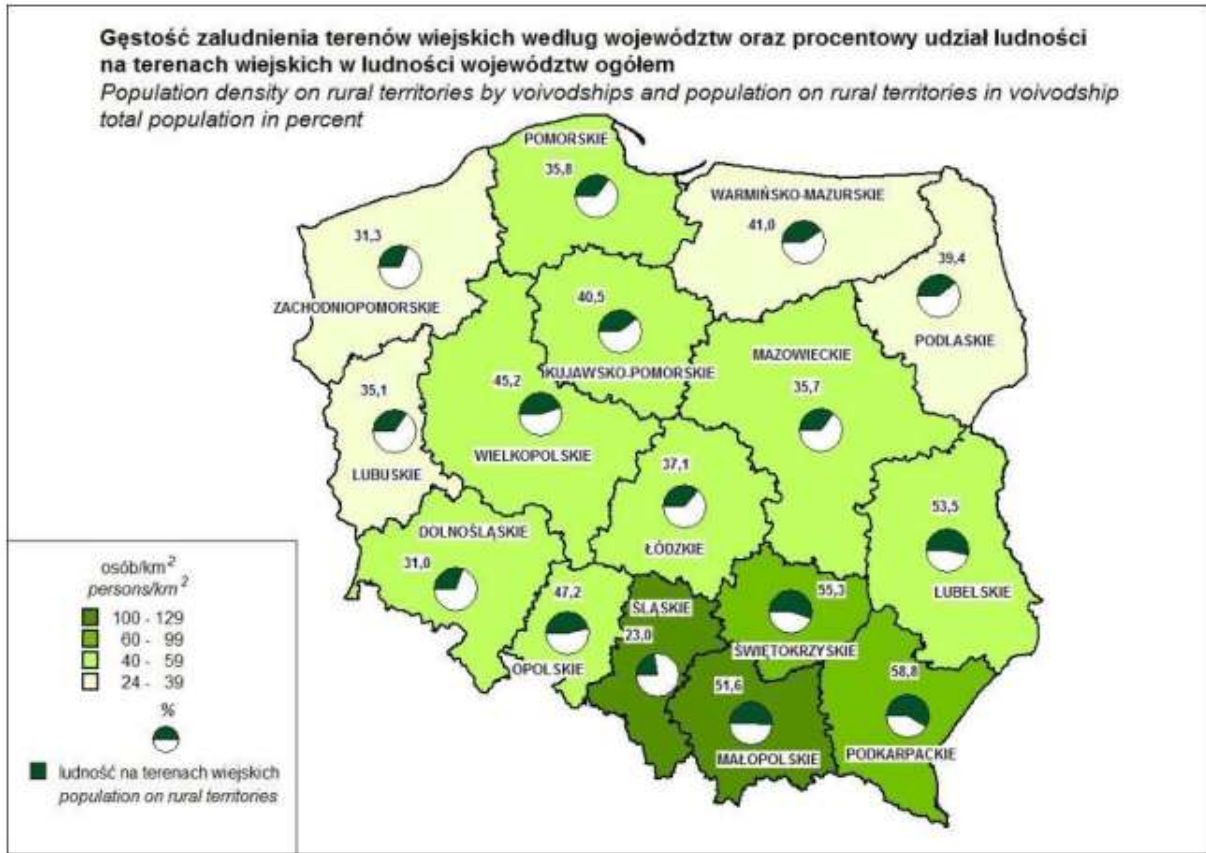 Gęstość zaludnienia terenów wiejskich według województw oraz procentowy udział ludności
na terenach wiejskich w ludności województw ogółem
Population density on rural territories by voivodships and population on rural territories in voivodship
total population in percent
POMORSKIE
35,8
WARMIŃSKO-MAZURSKIE
41,0
31,3
39,4
ZACHODNIOPOMORSKIE
40,5
PODLASKIE
MAZOWIECKIE
KUJAWSKO-POMORSKIE
45,2
35,7
35,1
WIELKOPOLSKIE
LUBUSKIE
37,1
53,5
DOLNOŚLĄSKIE
ŁÓDZKIE
31,0
LUBELSKIE
47,2
ŚLĄSKIE
55,3
23,0
ŚWIĘTOKRZYSKIE
OPOLSKIE
58,8
51,6
PODKARPACKIE
MAŁOPOLSKIE
osób/km²
persons/km²
100 - 129
60 - 99
40 - 59
24 - 39
%
ludność na terenach wiejskich
population on rural territories